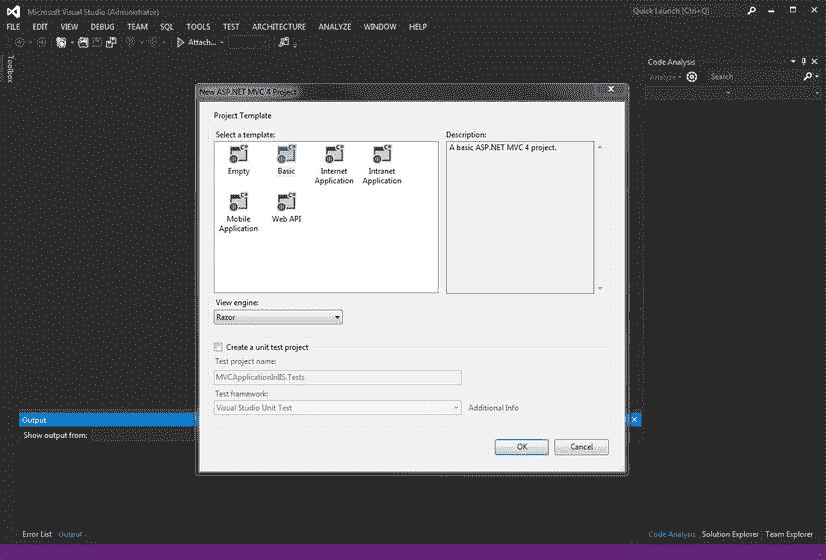 Microsoft Visual Studio (Administrator)
Quick Launch (Ctrl+Q)
FILE EDIT VIEW DEBUG TEAM SQL TOOLS TEST ARCHITECTURE ANALYZE WINDOW HELP
Attach...
Toolbox
Code Analysis
Analyze Search
New ASP.NET MVC 4 Project
Project Template
Select a template: Description:
A basic ASP.NET MVC 4 project.
Empty Basic Internet Application Intranet Application
Mobile Application Web API
View engine:
Razor
Create a unit test project
Test project name:
MVCApplicationInIIS.Tests
Test framework:
Visual Studio Unit Test Additional Info
Output
Show output from:
OK Cancel
Error List Output
Code Analysis Solution Explorer Team Explorer